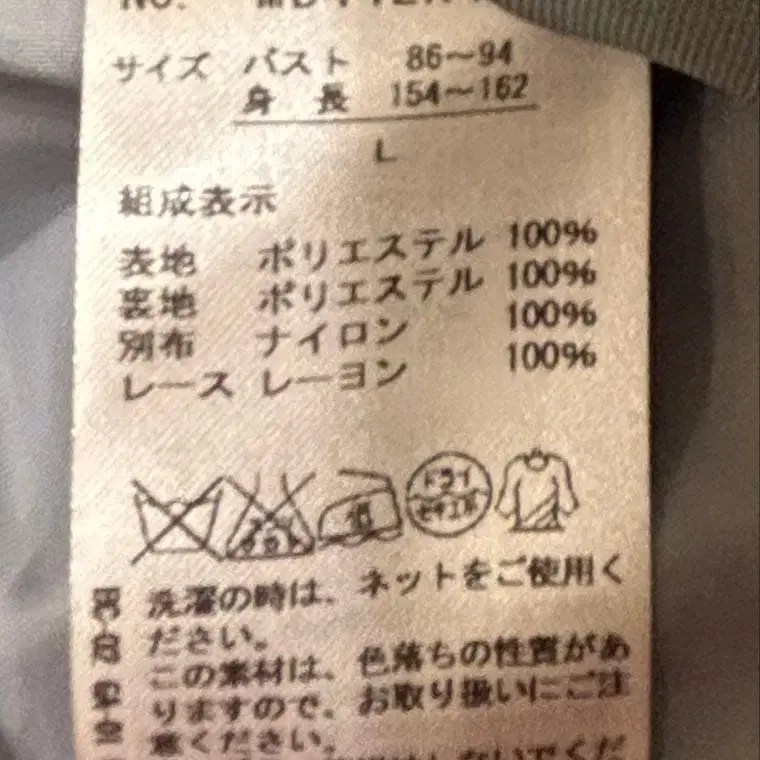 サイズ バスト 86～94
身長 154～162
L
組成表示
表地 ポリエステル 100%
裏地 ポリエステル 100%
別布 ナイロン 100%
レース レーヨン 100%
ドライ
セキユ系
洗濯の時は、ネットをご使用く
ださい。
この素材は、色落ちの性質があ
りますので、お取り扱いにご注
意ください。